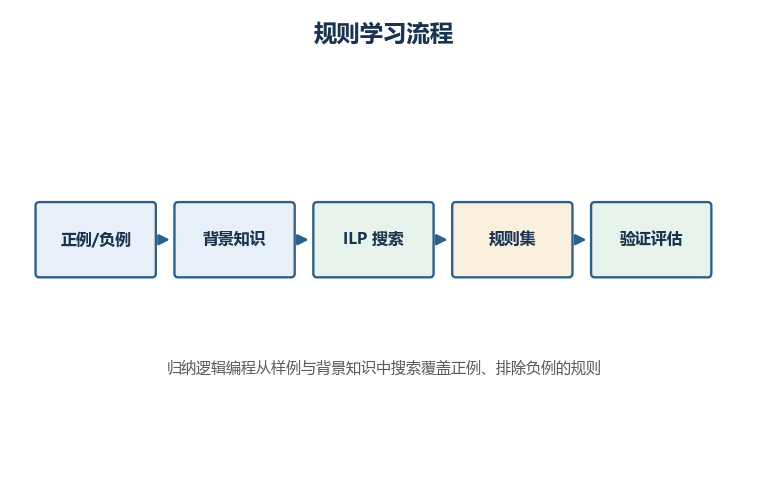 规则学习流程
正例/负例
背景知识
ILP 搜索
规则集
验证评估
归纳逻辑编程从样例与背景知识中搜索覆盖正例、排除负例的规则